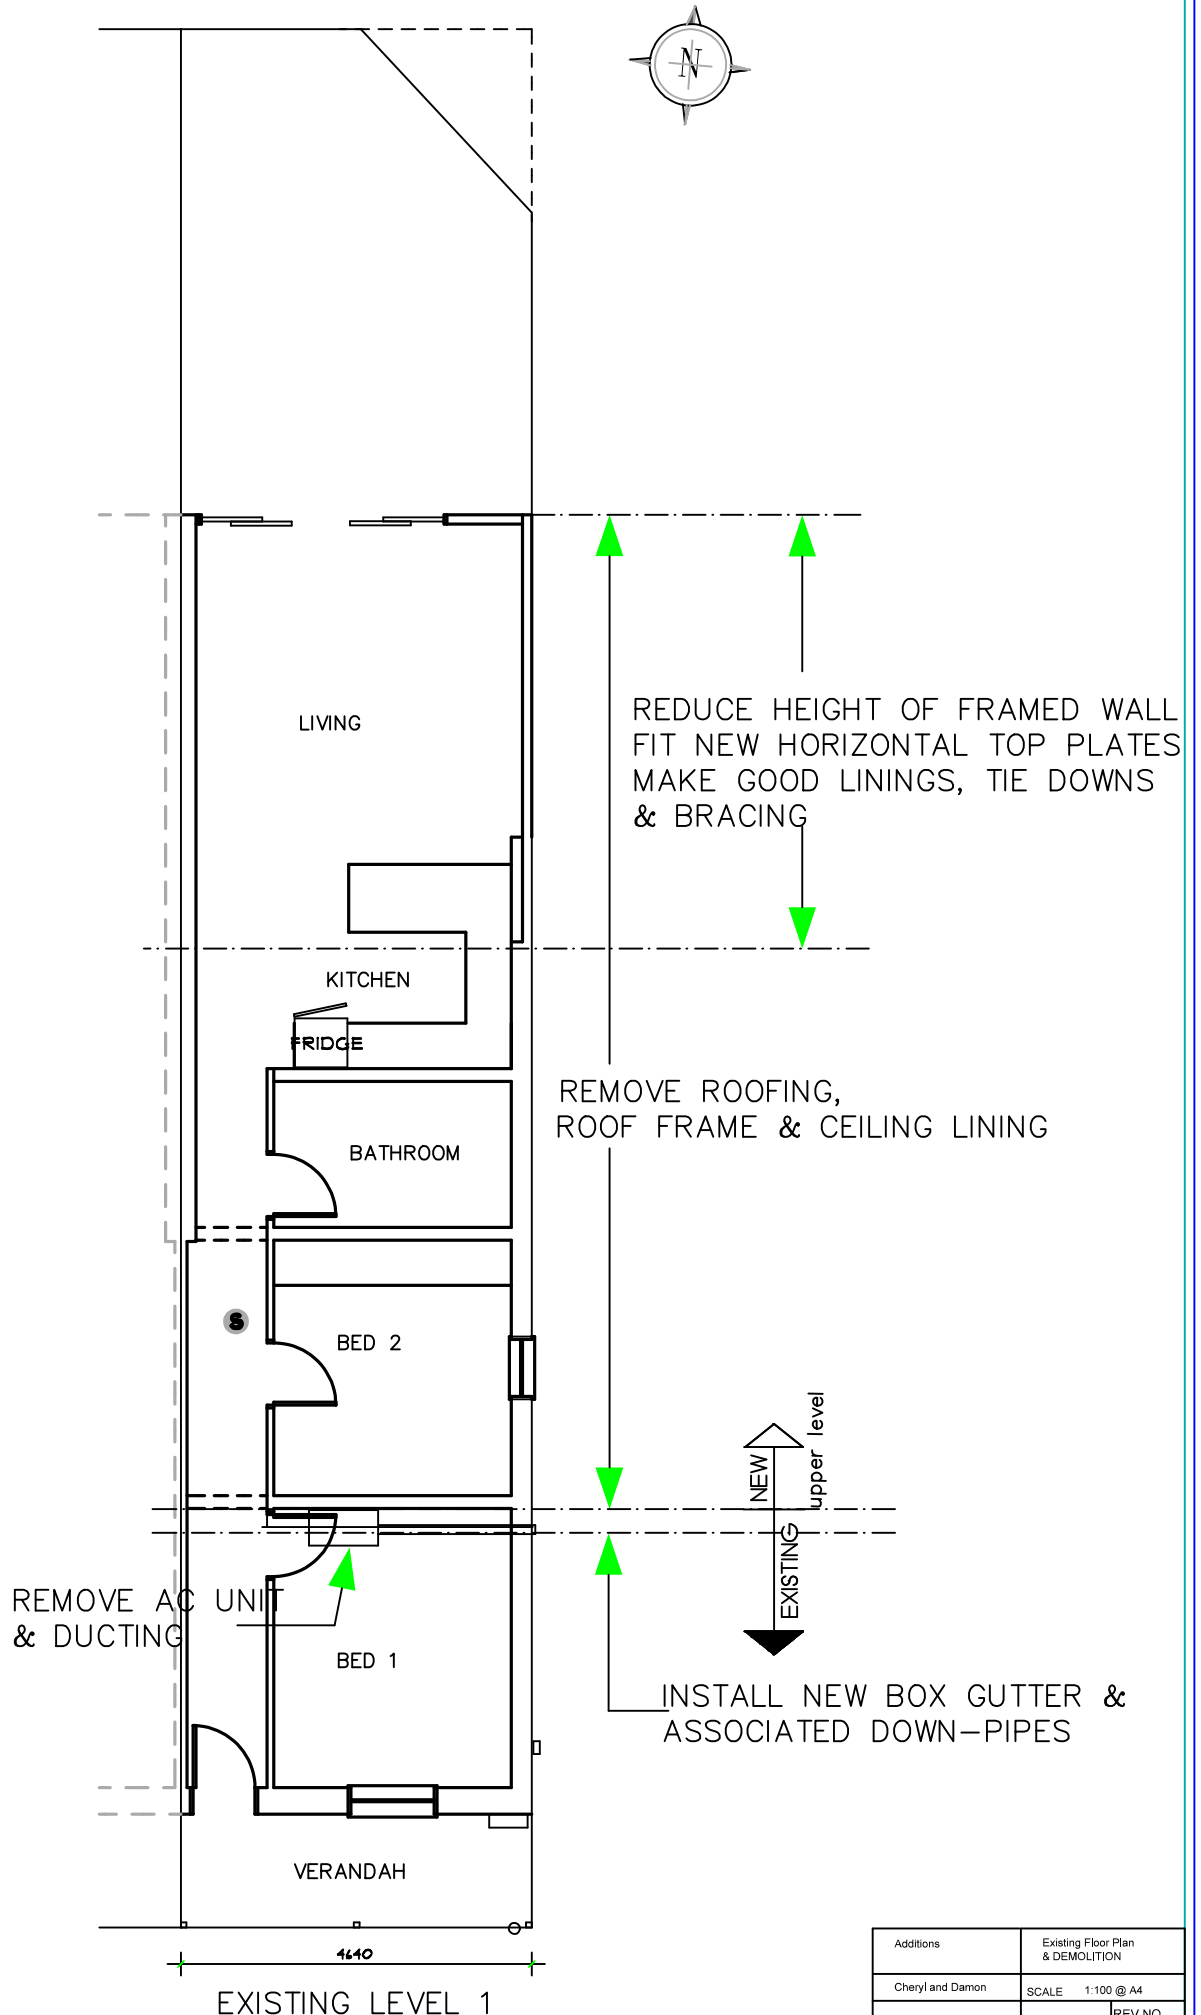 N
LIVING
REDUCE HEIGHT OF FRAMED WALL
FIT NEW HORIZONTAL TOP PLATES
MAKE GOOD LININGS, TIE DOWNS
& BRACING
KITCHEN
FRIDGE
REMOVE ROOFING,
ROOF FRAME & CEILING LINING
BATHROOM
S
BED 2
NEW
upper level
EXISTING
REMOVE AC UNIT
& DUCTING
BED 1
INSTALL NEW BOX GUTTER &
ASSOCIATED DOWN-PIPES
VERANDAH
4640
EXISTING LEVEL 1
Additions
Existing Floor Plan
& DEMOLITION
Cheryl and Damon
SCALE 1:100 @ A4
REV NO